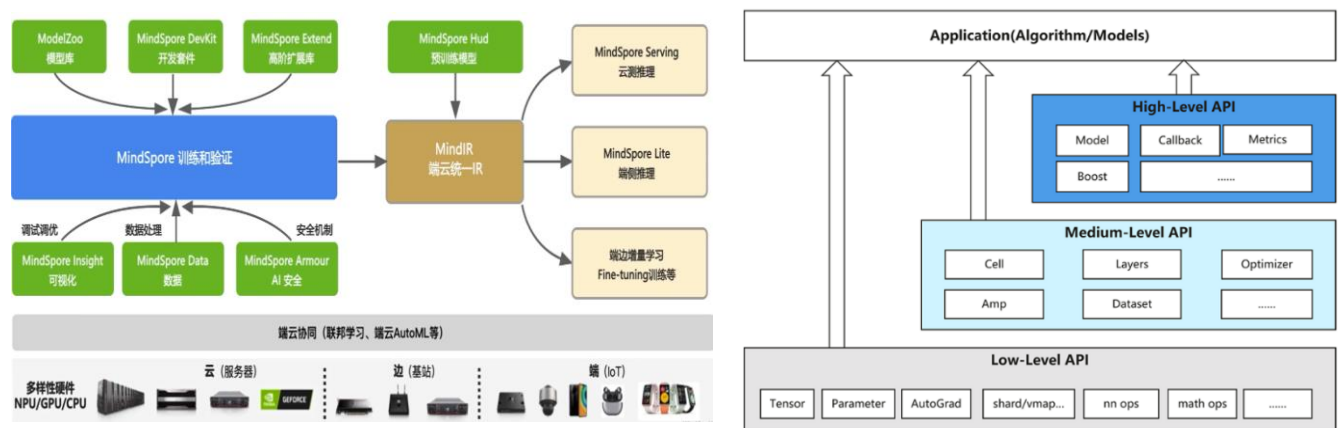 ModelZoo
模型库
MindSpore DevKit
开发套件
MindSpore Extend
高阶扩展库
MindSpore Hud
预训练模型
MindSpore Serving
云测推理
MindSpore 训练和验证
MindIR
端云统一IR
MindSpore Lite
端侧推理
调试调优
数据处理
安全机制
MindSpore Insight
可视化
MindSpore Data
数据
MindSpore Armour
AI 安全
端边增量学习
Fine-tuning训练等
端云协同（联邦学习、端云AutoML等）
多样性硬件
NPU/GPU/CPU
云（服务器）
边（基站）
端（IoT）
GEFORCE
Application(Algorithm/Models)
High-Level API
Model
Callback
Metrics
Boost
......
Medium-Level API
Cell
Layers
Optimizer
Amp
Dataset
......
Low-Level API
Tensor
Parameter
AutoGrad
shard/vmap...
nn ops
math ops
......